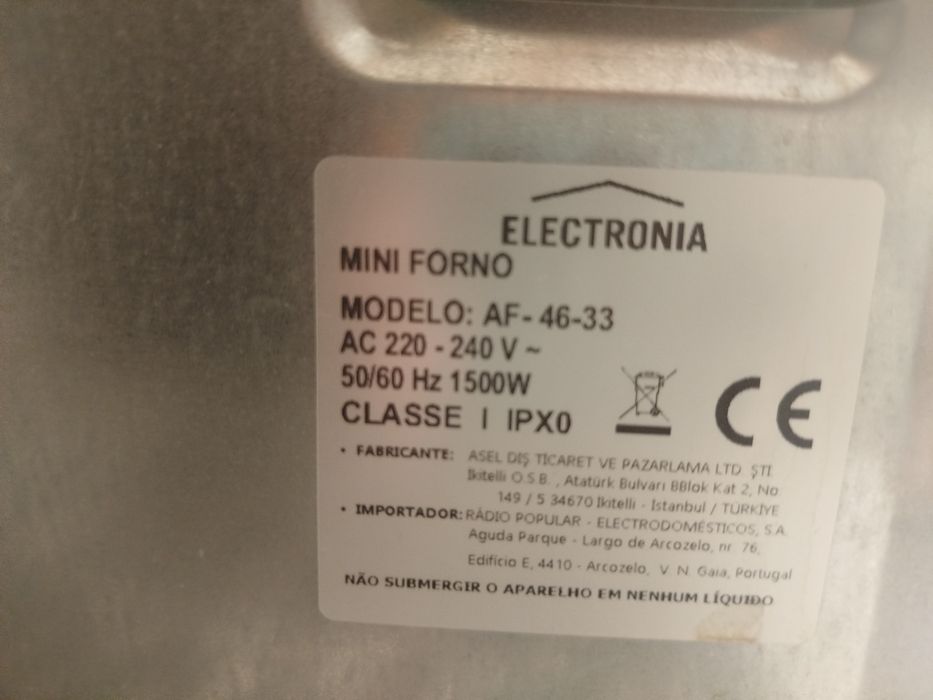 ELECTRONIA
MINI FORNO
MODELO: AF- 46-33
AC 220 - 240 V ~
50/60 Hz 1500W
CLASSE I IPX0
CE
• FABRICANTE: ASEL DIŞ TİCARET VE PAZARLAMA LTD. ŞTİ.
İkitelli O.S.B. , Atatürk Bulvarı BBlok Kat 2, No:
149 / 5 34670 İkitelli - İstanbul / TÜRKİYE
• IMPORTADOR: RÁDIO POPULAR - ELECTRODOMÉSTICOS, S.A.
Aguda Parque - Largo de Arcozelo, nr. 76,
Edifício E, 4410 - Arcozelo, V. N. Gaia, Portugal
NÃO SUBMERGIR O APARELHO EM NENHUM LÍQUIDO